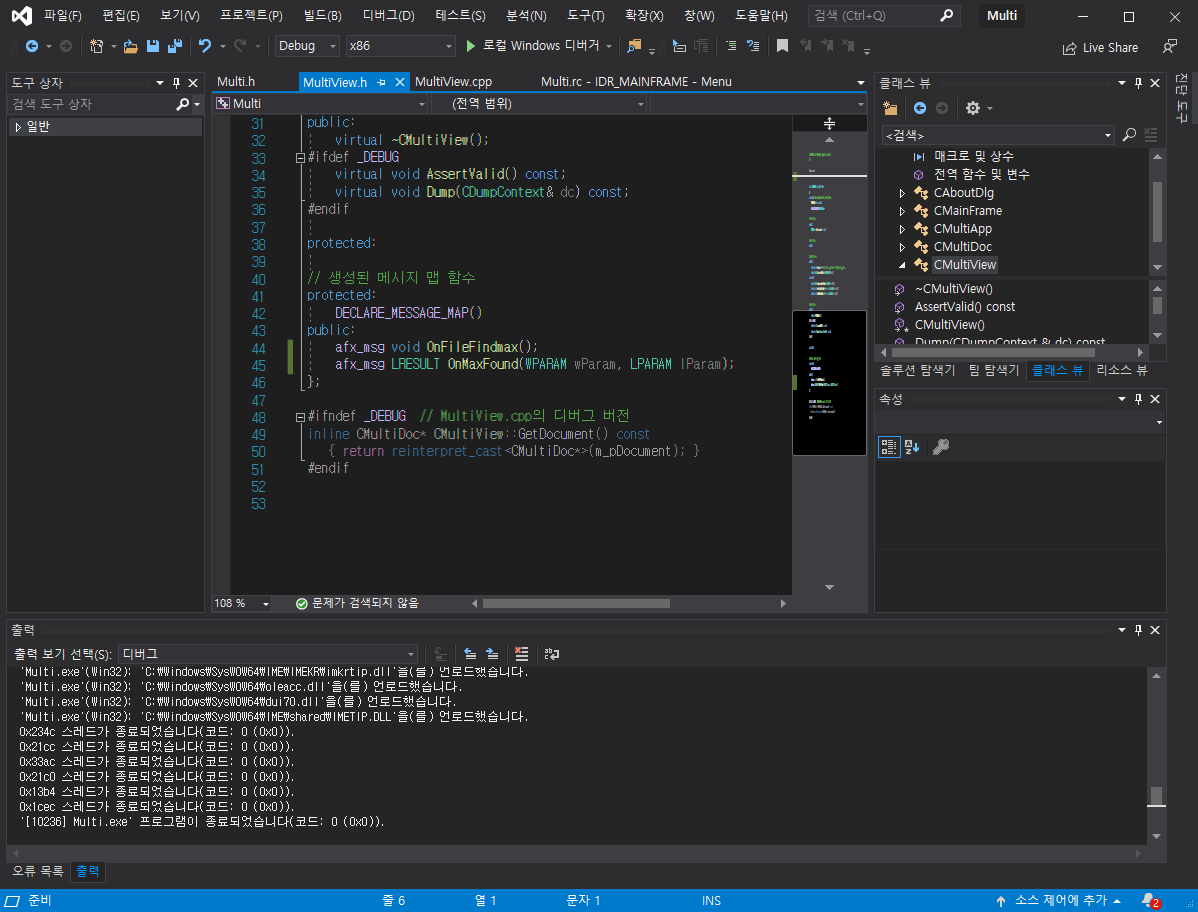 파일(F) 편집(E) 보기(V) 프로젝트(P) 빌드(B) 디버그(D) 테스트(S) 분석(N) 도구(T) 확장(X) 창(W) 도움말(H) 검색 (Ctrl+Q) Multi
Debug x86 로컬 Windows 디버거 Live Share
도구 상자
검색 도구 상자
일반
Multi.h MultiView.h MultiView.cpp Multi.rc - IDR_MAINFRAME - Menu
Multi (전역 범위)
31 public:
32 virtual ~CMultiView();
33 #ifdef _DEBUG
34 virtual void AssertValid() const;
35 virtual void Dump(CDumpContext& dc) const;
36 #endif
37
38 protected:
39
40 // 생성된 메시지 맵 함수
41 protected:
42 DECLARE_MESSAGE_MAP()
43 public:
44 afx_msg void OnFileFindmax();
45 afx_msg LRESULT OnMaxFound(WPARAM wParam, LPARAM lParam);
46 };
47
48 #ifndef _DEBUG // MultiView.cpp의 디버그 버전
49 inline CMultiDoc* CMultiView::GetDocument() const
50 { return reinterpret_cast<CMultiDoc*>(m_pDocument); }
51 #endif
52
53
108 % 문제가 검색되지 않음
클래스 뷰
<검색>
매크로 및 상수
전역 함수 및 변수
CAboutDlg
CMainFrame
CMultiApp
CMultiDoc
CMultiView
~CMultiView()
AssertValid() const
CMultiView()
Dump(CDumpContext & dc) const
솔루션 탐색기 팀 탐색기 클래스 뷰 리소스 뷰
속성
진단 도구
출력
출력 보기 선택(S): 디버그
'Multi.exe'(Win32): 'C:\Windows\SysWOW64\IME\IMEKR\imkrtip.dll'을(를) 언로드했습니다.
'Multi.exe'(Win32): 'C:\Windows\SysWOW64\oleacc.dll'을(를) 언로드했습니다.
'Multi.exe'(Win32): 'C:\Windows\SysWOW64\dui70.dll'을(를) 언로드했습니다.
'Multi.exe'(Win32): 'C:\Windows\SysWOW64\IME\shared\IMETIP.DLL'을(를) 언로드했습니다.
0x234c 스레드가 종료되었습니다(코드: 0 (0x0)).
0x21cc 스레드가 종료되었습니다(코드: 0 (0x0)).
0x33ac 스레드가 종료되었습니다(코드: 0 (0x0)).
0x21c0 스레드가 종료되었습니다(코드: 0 (0x0)).
0x13b4 스레드가 종료되었습니다(코드: 0 (0x0)).
0x1cec 스레드가 종료되었습니다(코드: 0 (0x0)).
'[10236] Multi.exe' 프로그램이 종료되었습니다(코드: 0 (0x0)).
오류 목록 출력
준비 줄 6 열 1 문자 1 INS 소스 제어에 추가 2